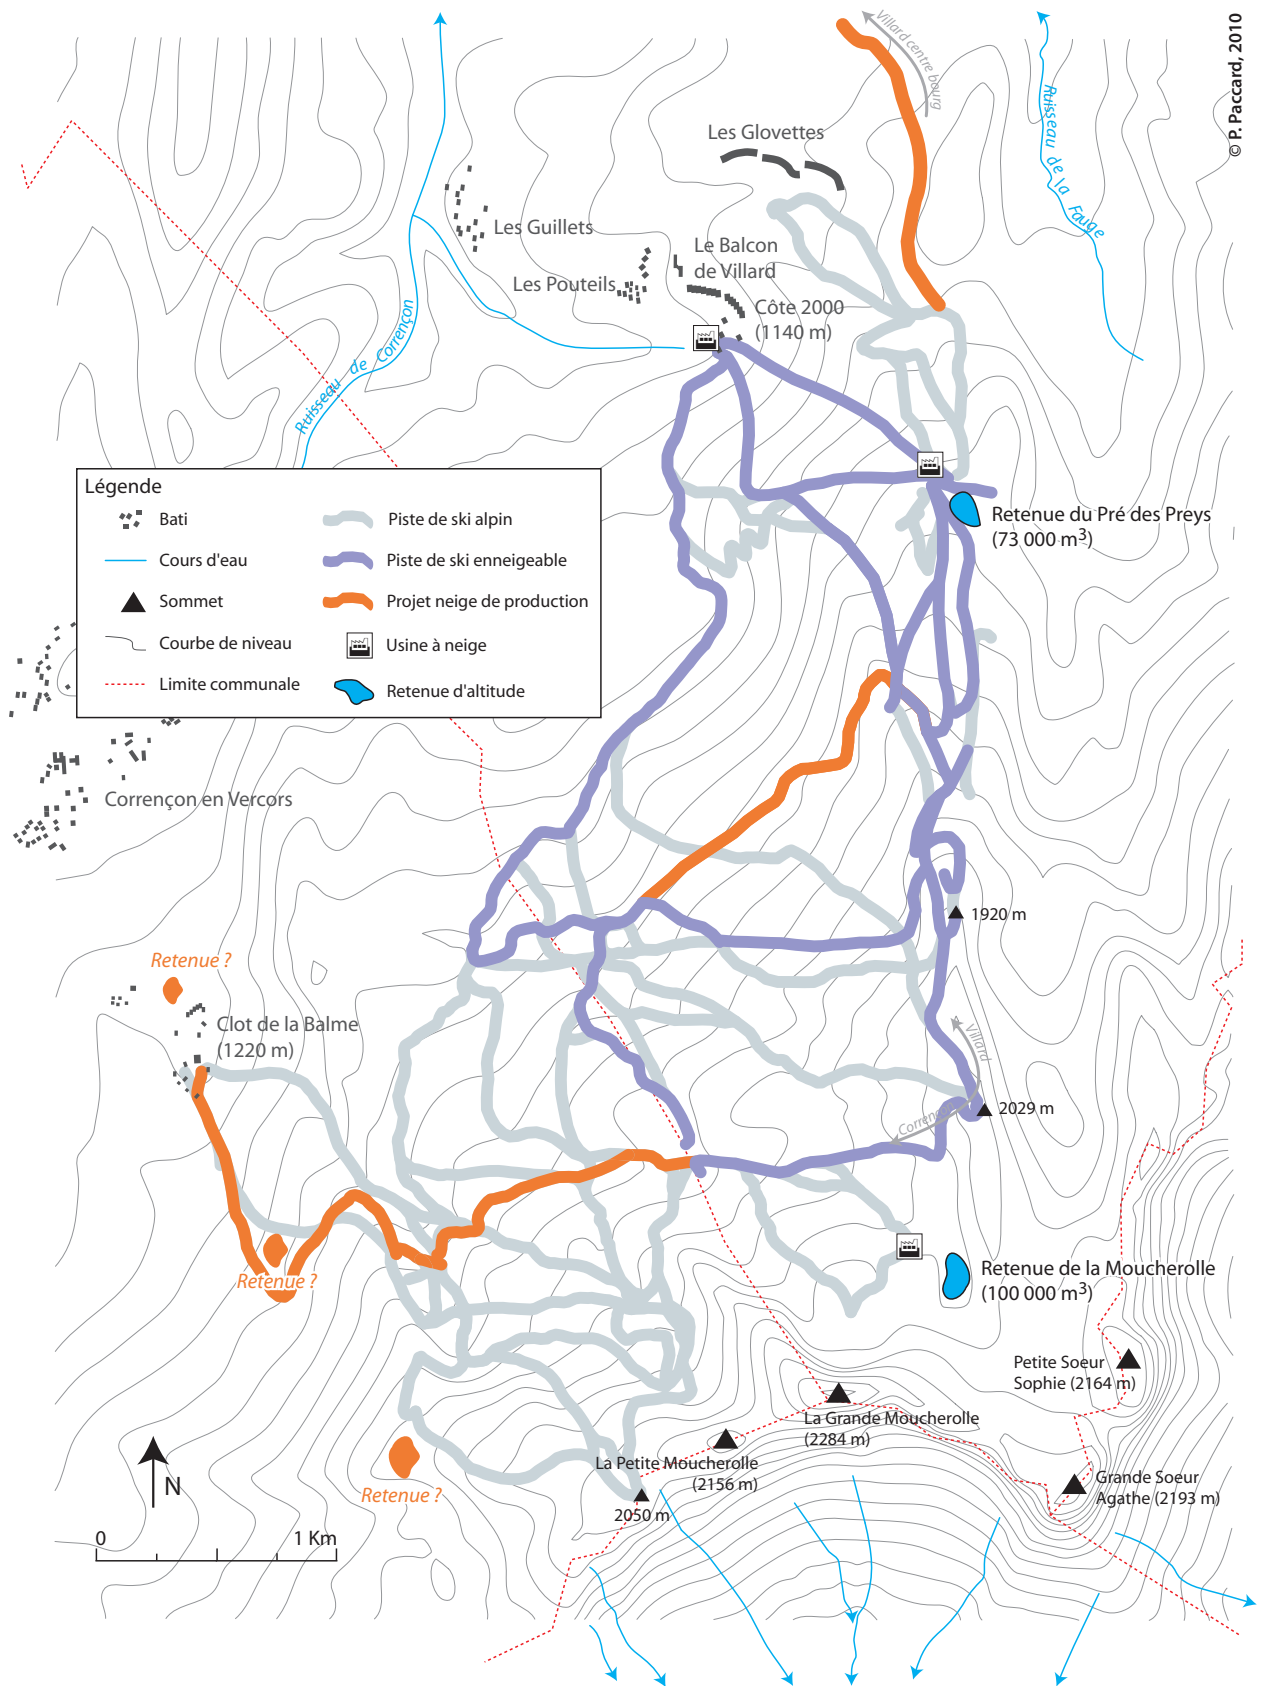 © P. Paccard, 2010
Villard centre bourg
Ruisseau de la Fauge
Les Glovettes
Les Guillets
Le Balcon
de Villard
Les Pouteils
Côte 2000
(1140 m)
Ruisseau de Corrençon
Légende
Bati
Piste de ski alpin
Cours d'eau
Piste de ski enneigeable
Sommet
Projet neige de production
Courbe de niveau
Usine à neige
Limite communale
Retenue d'altitude
Retenue du Pré des Preys
(73 000 m³)
Corrençon en Vercors
1920 m
Retenue ?
Clot de la Balme
(1220 m)
Villard
Corrençon
2029 m
Retenue ?
Retenue de la Moucherolle
(100 000 m³)
Petite Soeur
Sophie (2164 m)
La Grande Moucherolle
(2284 m)
La Petite Moucherolle
(2156 m)
Grande Soeur
Agathe (2193 m)
Retenue ?
2050 m
N
0 1 Km